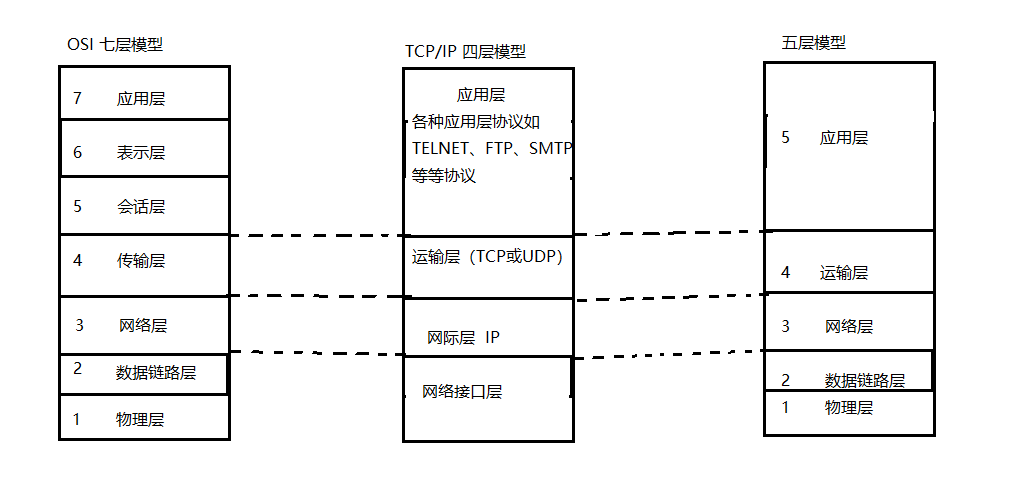 OSI 七层模型
7 应用层
6 表示层
5 会话层
4 传输层
3 网络层
2 数据链路层
1 物理层
TCP/IP 四层模型
应用层
各种应用层协议如
TELNET、FTP、SMTP
等等协议
运输层（TCP或UDP）
网际层 IP
网络接口层
五层模型
5 应用层
4 运输层
3 网络层
2 数据链路层
1 物理层